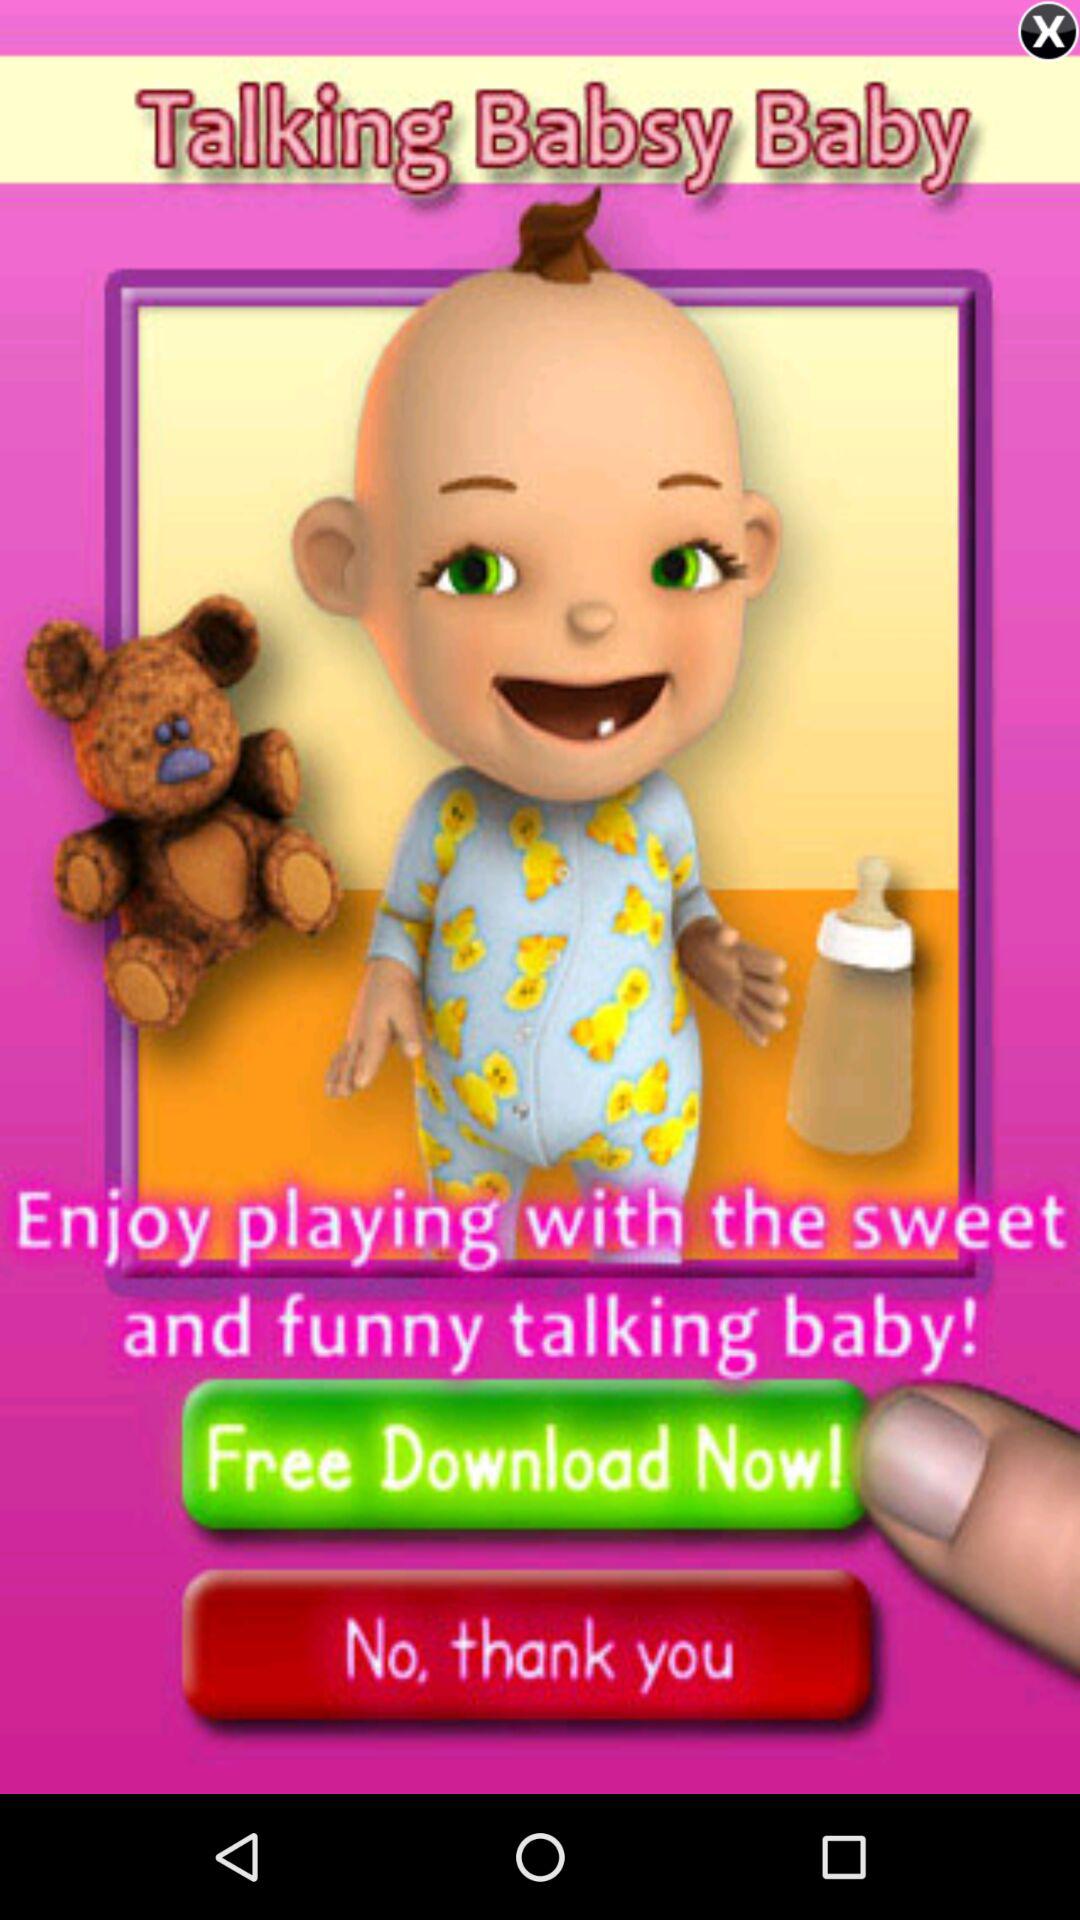 X
Talking Babsy Baby
Enjoy playing with the sweet
and funny talking baby!
Free Download Now!
No, thank you